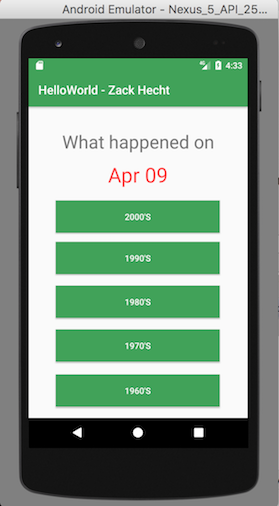 Android Emulator - Nexus_5_API_25...
4:33
HelloWorld - Zack Hecht
What happened on
Apr 09
2000'S
1990'S
1980'S
1970'S
1960'S